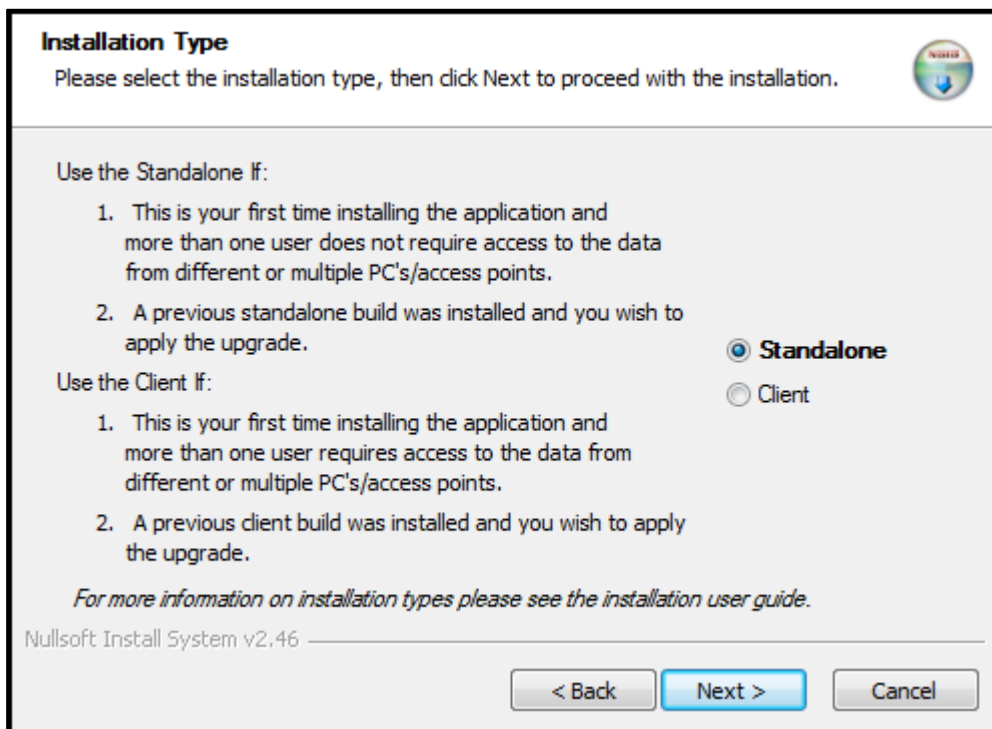 Installation Type
Please select the installation type, then click Next to proceed with the installation.
Use the Standalone If:
1. This is your first time installing the application and
more than one user does not require access to the data
from different or multiple PC's/access points.
2. A previous standalone build was installed and you wish to
apply the upgrade.
Standalone
Use the Client If:
Client
1. This is your first time installing the application and
more than one user requires access to the data from
different or multiple PC's/access points.
2. A previous client build was installed and you wish to apply
the upgrade.
For more information on installation types please see the installation user guide.
Nullsoft Install System v2.46
< Back
Next >
Cancel